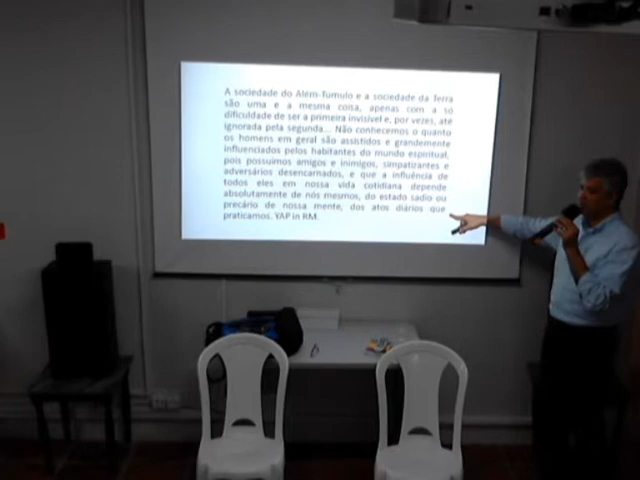 A sociedade do Além-Tumulo e a sociedade da Terra
são uma e a mesma coisa, apenas com a só
dificuldade de ser a primeira invisível e, por vezes, até
ignorada pela segunda... Não conhecemos o quanto
os homens em geral são assistidos e grandemente
influenciados pelos habitantes do mundo espiritual,
pois possuimos amigos e inimigos, simpatizantes e
adversários desencarnados, e que a influência de
todos eles em nossa vida cotidiana depende
absolutamente de nós mesmos, do estado sadio ou
precário de nossa mente, dos atos diários que
praticamos. YAP in RM.